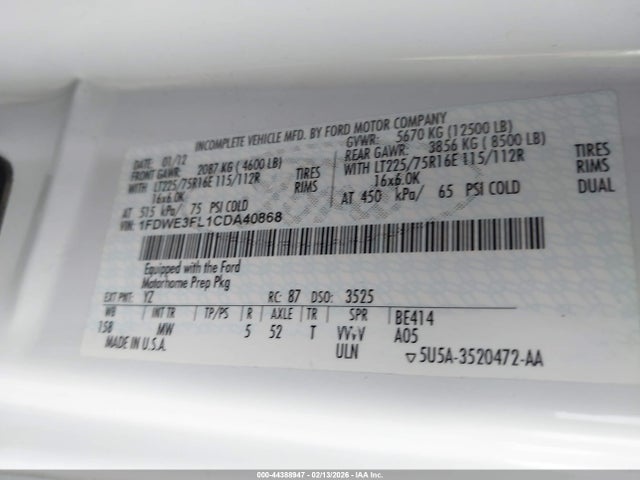 INCOMPLETE VEHICLE MFD. BY FORD MOTOR COMPANY
DATE: 01/12 GVWR: 5670 KG (12500 LB)
FRONT GAWR: 2087 KG (4600 LB) REAR GAWR: 3856 KG (8500 LB)
WITH LT225/75R16E 115/112R TIRES WITH LT225/75R16E 115/112R TIRES
16x6.0K RIMS 16x6.0K RIMS
AT 515 kPa/ 75 PSI COLD AT 450 kPa/ 65 PSI COLD DUAL
VIN: 1FDWE3FL1CDA40868
Equipped with the Ford
Motorhome Prep Pkg
EXT PNT: YZ RC: 87 DSO: 3525
WB INT TR TP/PS R AXLE TR SPR BE414
158 MW 5 52 T VV,V A05
MADE IN U.S.A. ULN 5U5A-3520472-AA
000-44388947 - 02/13/2026 - IAA Inc.